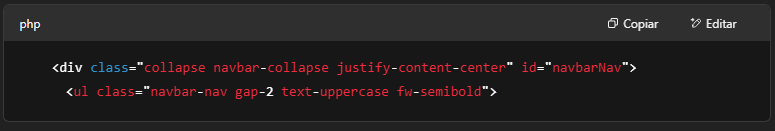 php Copiar Editar
<div class="collapse navbar-collapse justify-content-center" id="navbarNav">
<ul class="navbar-nav gap-2 text-uppercase fw-semibold">